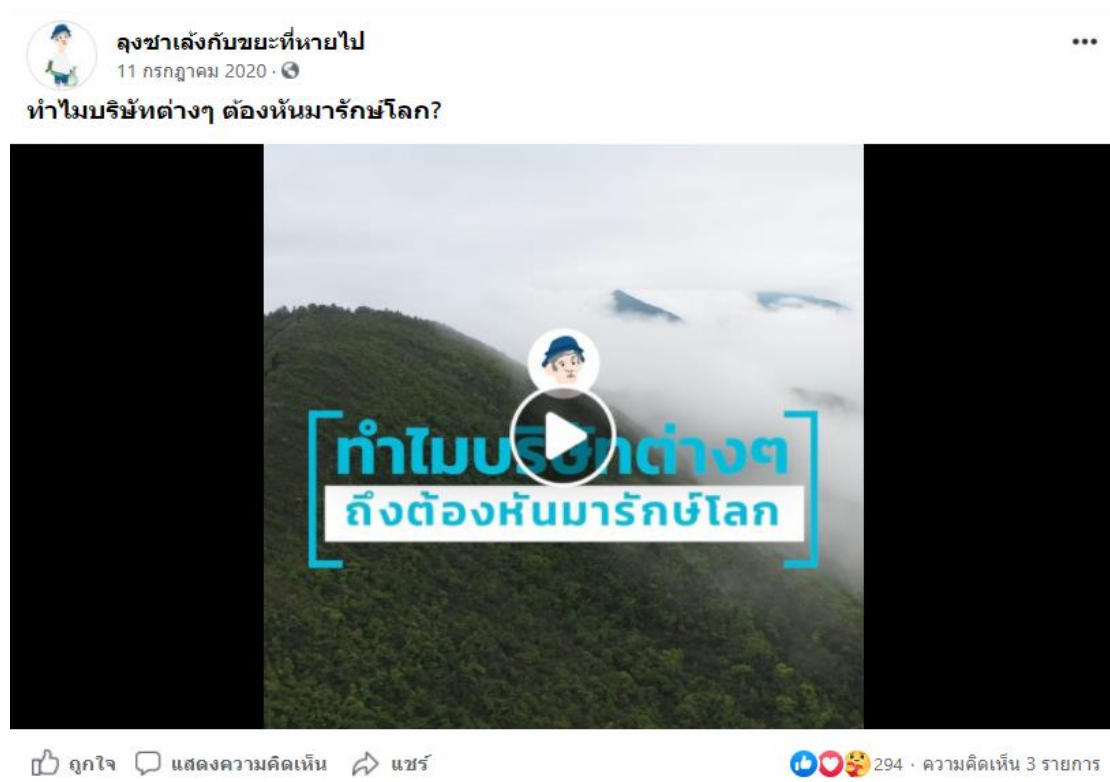 ลุงซาเล้งกับขยะที่หายไป
11 กรกฎาคม 2020 ·
ทำไมบริษัทต่างๆ ต้องหันมารักษ์โลก?
ทำไมบริษัทต่างๆ
ถึงต้องหันมารักษ์โลก
ถูกใจ แสดงความคิดเห็น แชร์ 294 · ความคิดเห็น 3 รายการ